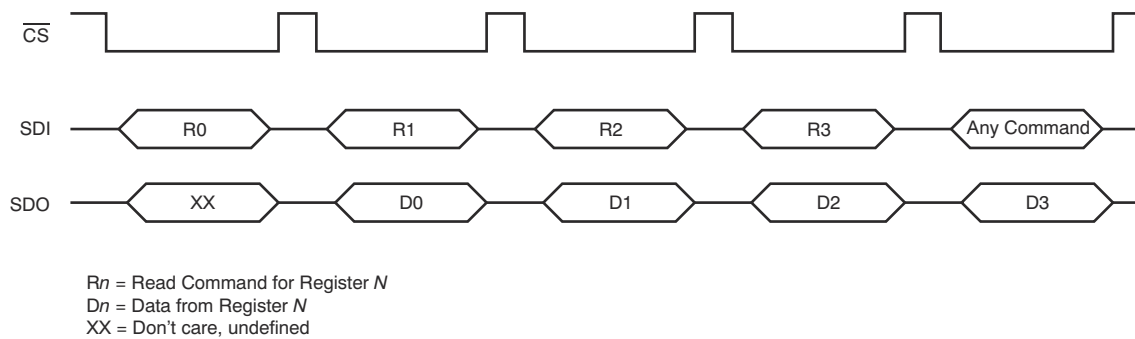 CS
SDI R0 R1 R2 R3 Any Command
SDO XX D0 D1 D2 D3
Rn = Read Command for Register N
Dn = Data from Register N
XX = Don't care, undefined